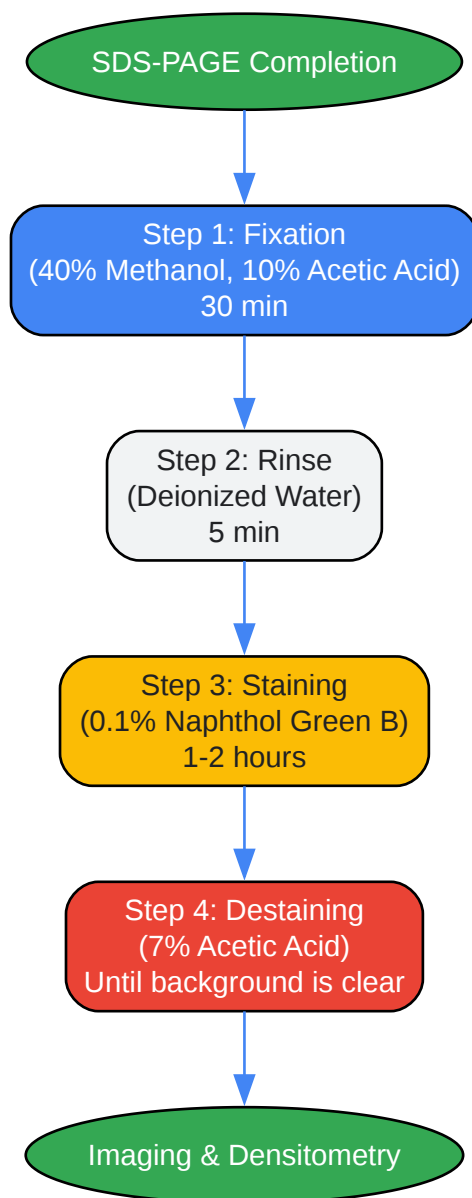 SDS-PAGE Completion
Step 1: Fixation
(40% Methanol, 10% Acetic Acid)
30 min
Step 2: Rinse
(Deionized Water)
5 min
Step 3: Staining
(0.1% Naphthol Green B)
1-2 hours
Step 4: Destaining
(7% Acetic Acid)
Until background is clear
Imaging & Densitometry